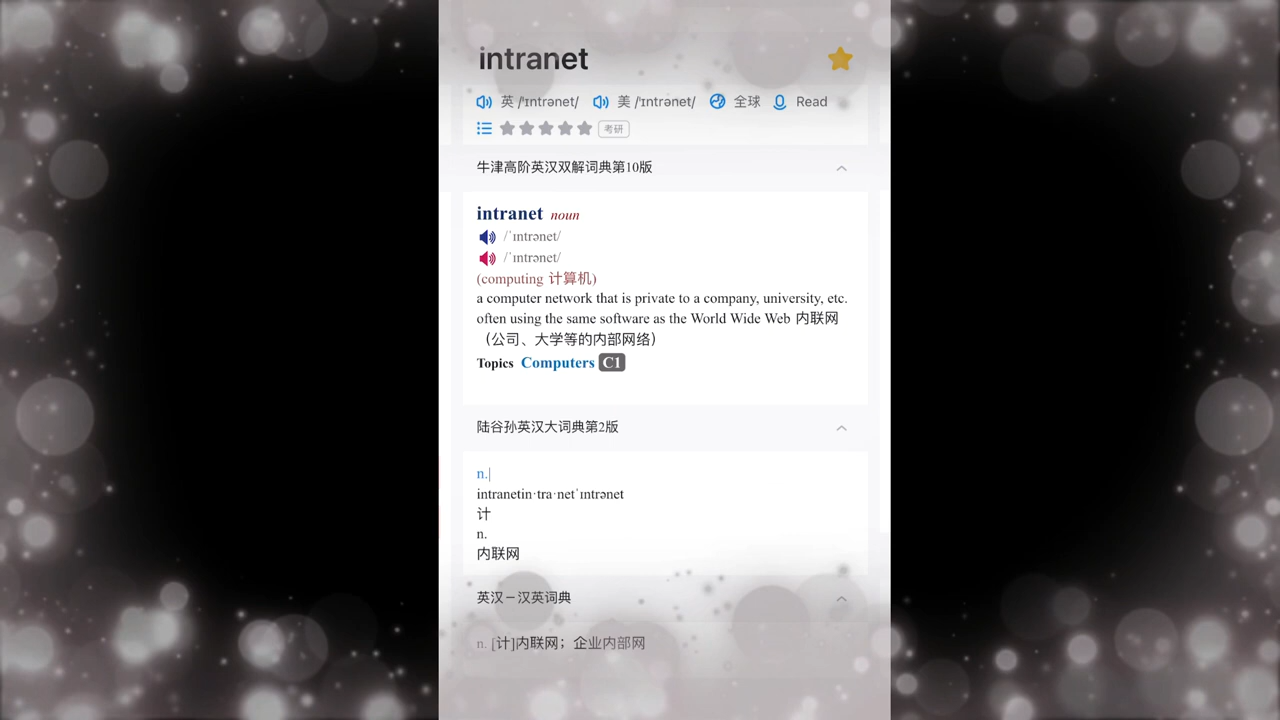 intranet
英 /'ɪntrənet/ 美 /'ɪntrənet/ 全球 Read
考研
牛津高阶英汉双解词典第10版
intranet noun
/ˈɪntrənet/
/ˈɪntrənet/
(computing 计算机)
a computer network that is private to a company, university, etc.
often using the same software as the World Wide Web 内联网
（公司、大学等的内部网络）
Topics Computers C1
陆谷孙英汉大词典第2版
n.|
intranetin·tra·netˈɪntrənet
计
n.
内联网
英汉－汉英词典
n. [计]内联网；企业内部网